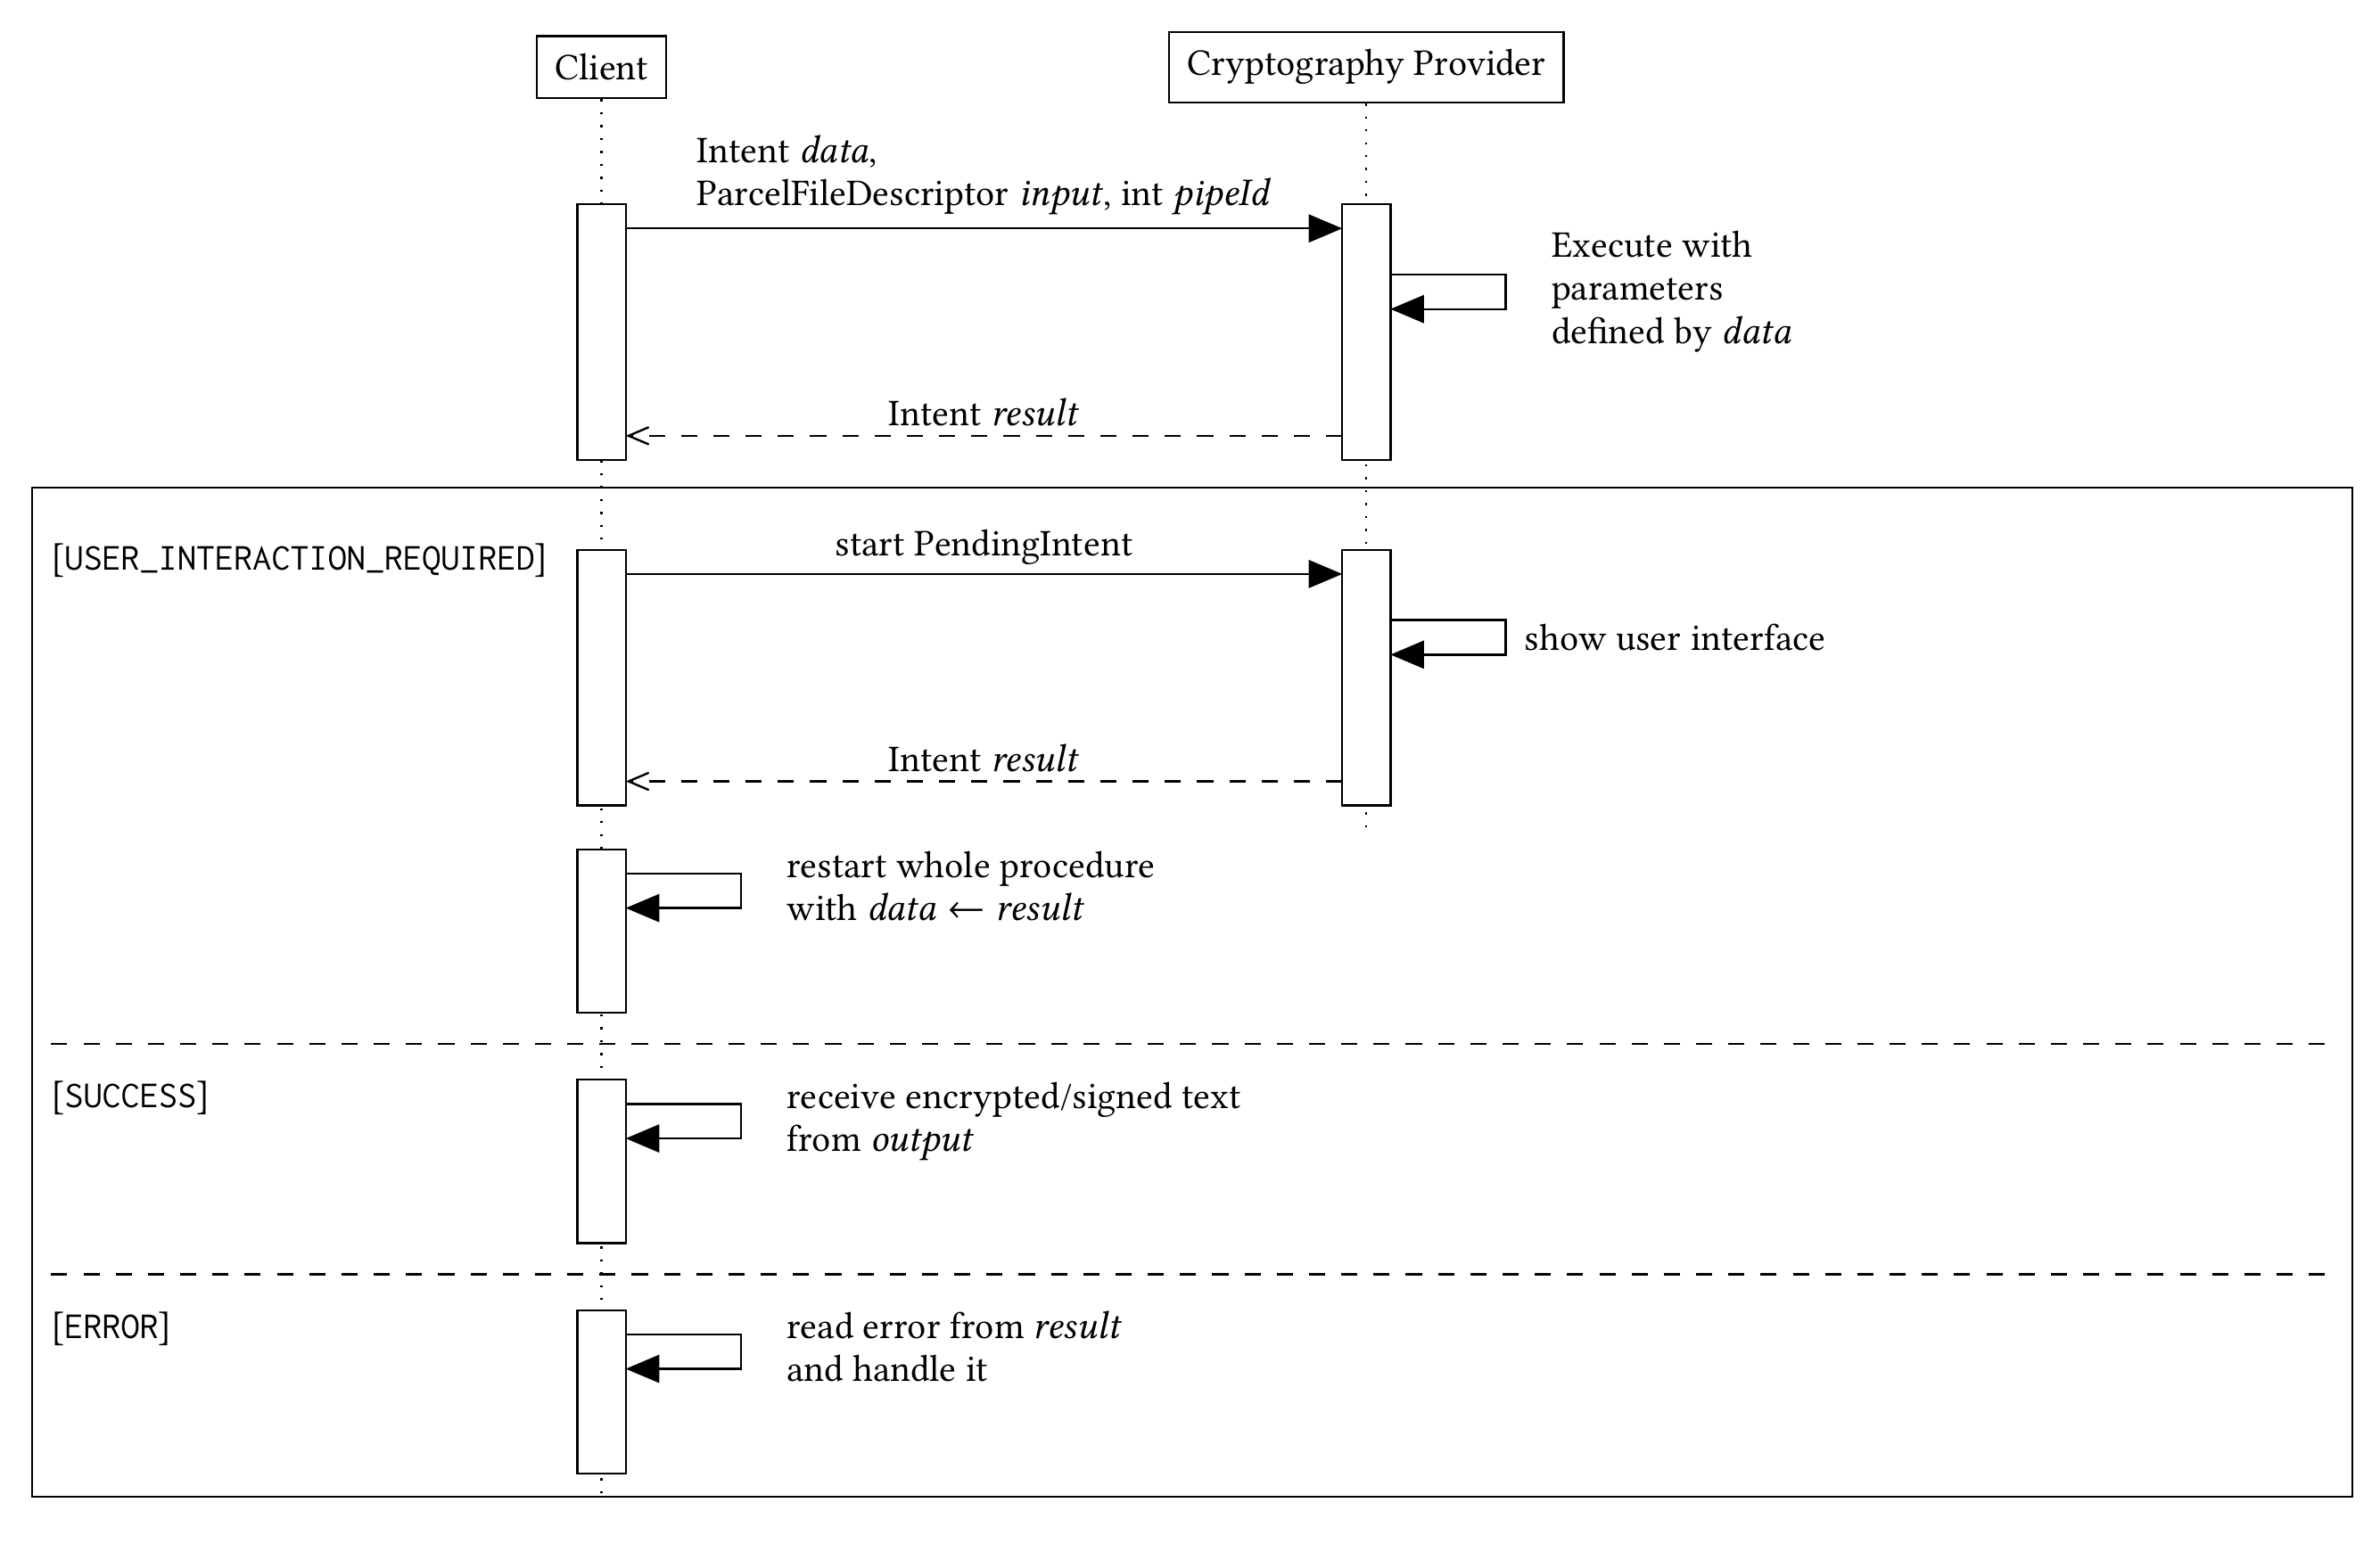 Client
Cryptography Provider
Intent data,
ParcelFileDescriptor input, int pipeId
Execute with
parameters
defined by data
Intent result
[USER_INTERACTION_REQUIRED]
start PendingIntent
show user interface
Intent result
restart whole procedure
with data ← result
[SUCCESS]
receive encrypted/signed text
from output
[ERROR]
read error from result
and handle it